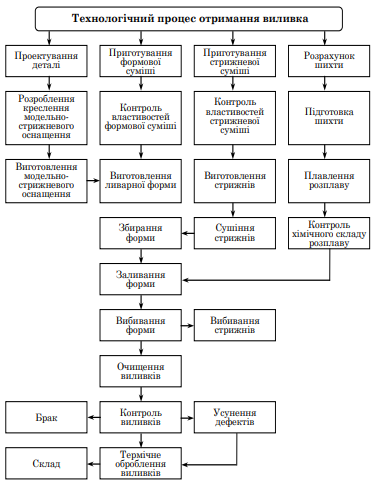 Технологічний процес отримання виливка
Проектування
деталі
Приготування
формової
суміші
Приготування
стрижневої
суміші
Розрахунок
шихти
Розроблення
креслення
модельно-
стрижневого
оснащення
Контроль
властивостей
формової суміші
Контроль
властивостей
стрижневої
суміші
Підготовка
шихти
Виготовлення
модельно-
стрижневого
оснащення
Виготовлення
ливарної форми
Виготовлення
стрижнів
Плавлення
розплаву
Збирання
форми
Сушіння
стрижнів
Контроль
хімічного складу
розплаву
Заливання
форми
Вибивання
форми
Вибивання
стрижнів
Очищення
виливків
Брак
Контроль
виливків
Усунення
дефектів
Склад
Термічне
оброблення
виливків